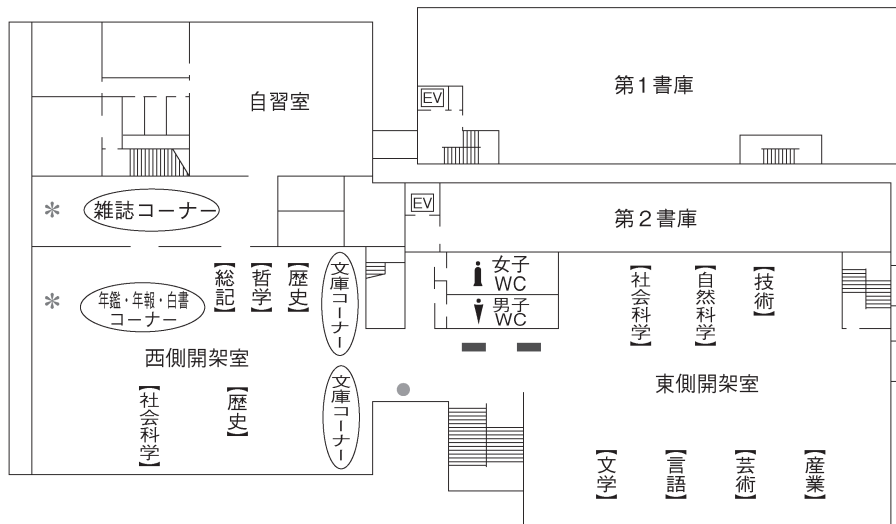 第1書庫
自習室
EV
雑誌コーナー
EV
第2書庫
【総記】
【哲学】
【歴史】
文庫コーナー
女子
WC
男子
WC
【社会科学】
【自然科学】
【技術】
年鑑・年報・白書
コーナー
西側開架室
東側開架室
【社会科学】
【歴史】
文庫コーナー
【文学】
【言語】
【芸術】
【産業】